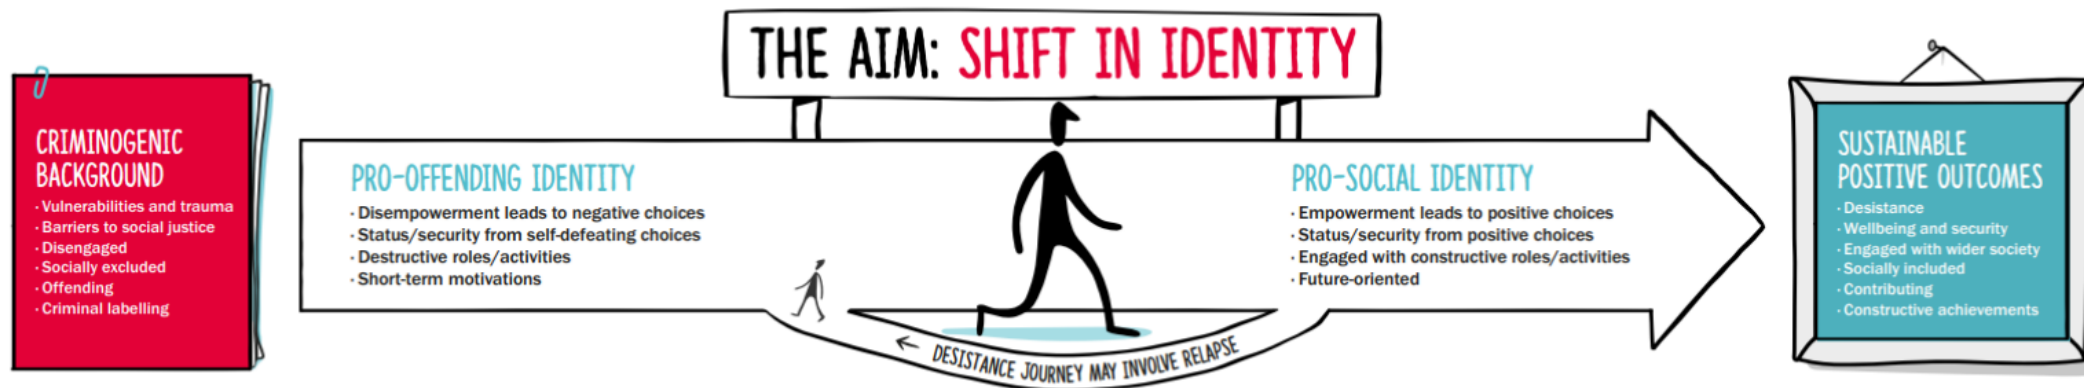 THE AIM: SHIFT IN IDENTITY
CRIMINOGENIC
BACKGROUND
· Vulnerabilities and trauma
· Barriers to social justice
· Disengaged
· Socially excluded
· Offending
· Criminal labelling
PRO-OFFENDING IDENTITY
· Disempowerment leads to negative choices
· Status/security from self-defeating choices
· Destructive roles/activities
· Short-term motivations
← DESISTANCE JOURNEY MAY INVOLVE RELAPSE
PRO-SOCIAL IDENTITY
· Empowerment leads to positive choices
· Status/security from positive choices
· Engaged with constructive roles/activities
· Future-oriented
SUSTAINABLE
POSITIVE OUTCOMES
· Desistance
· Wellbeing and security
· Engaged with wider society
· Socially included
· Contributing
· Constructive achievements